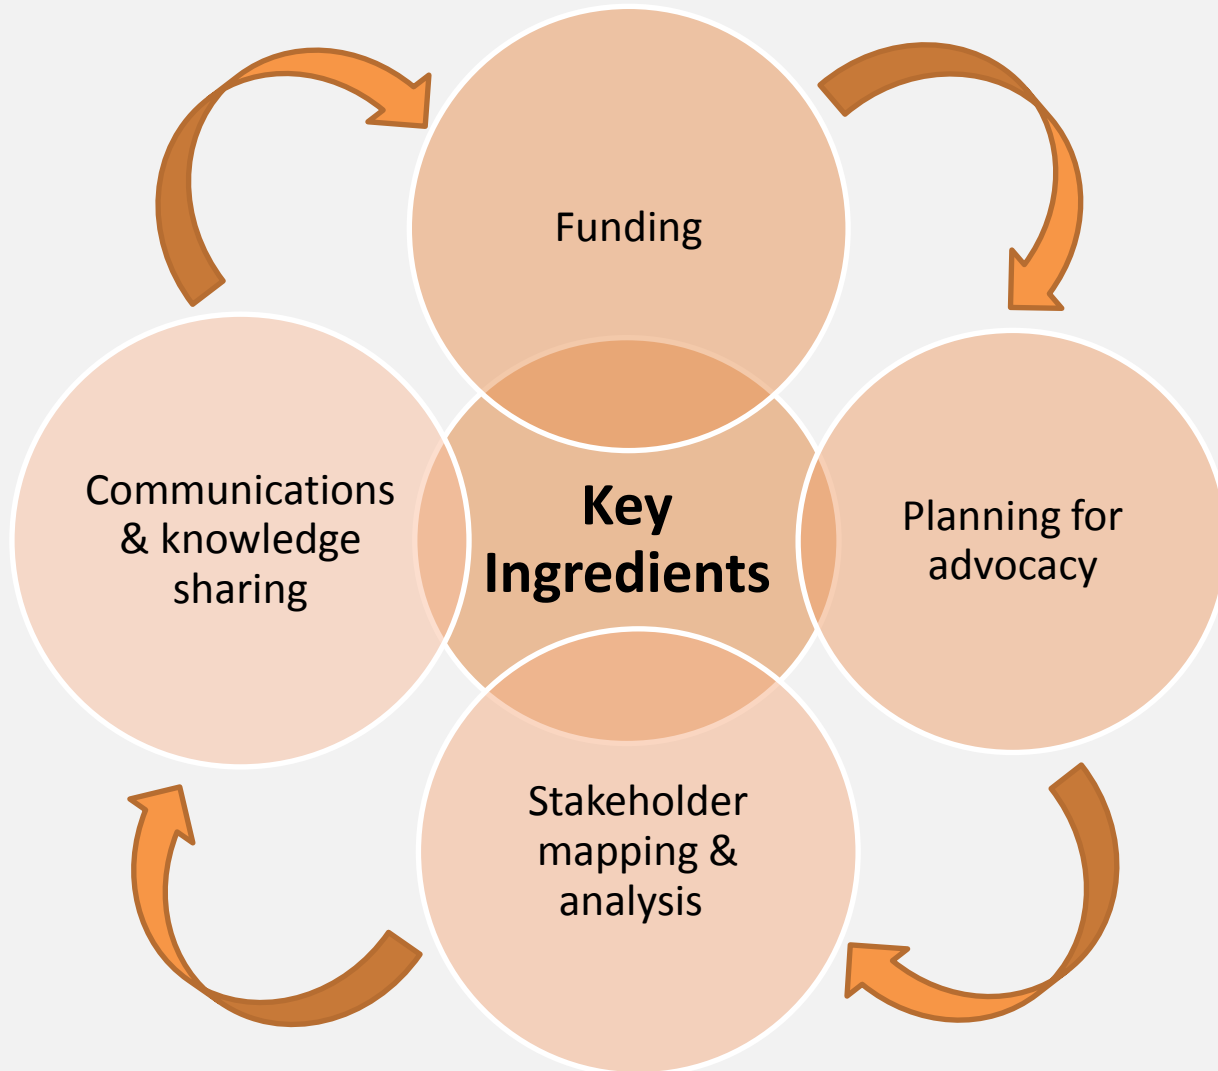 Funding
Communications
& knowledge
sharing
Key
Ingredients
Planning for
advocacy
Stakeholder
mapping &
analysis